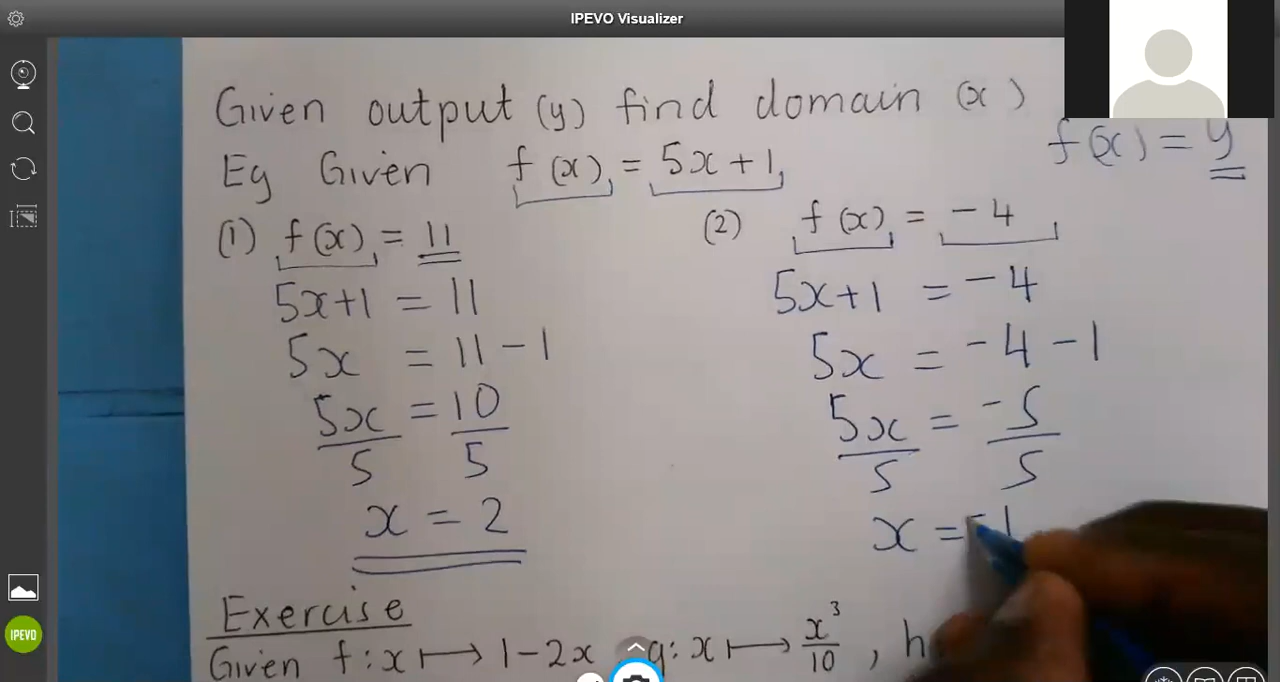 IPEVO Visualizer
Given output (y) find domain (x)
f(x) = y
Eg Given f(x) = 5x+1,
(1) f(x) = 11
5x+1 = 11
5x = 11 - 1
5x/5 = 10/5
x = 2
(2) f(x) = -4
5x+1 = -4
5x = -4 - 1
5x/5 = -5/5
x = -1
Exercise
Given f:x ⟼ 1-2x g:x ⟼ x³/10 , h
IPEVO